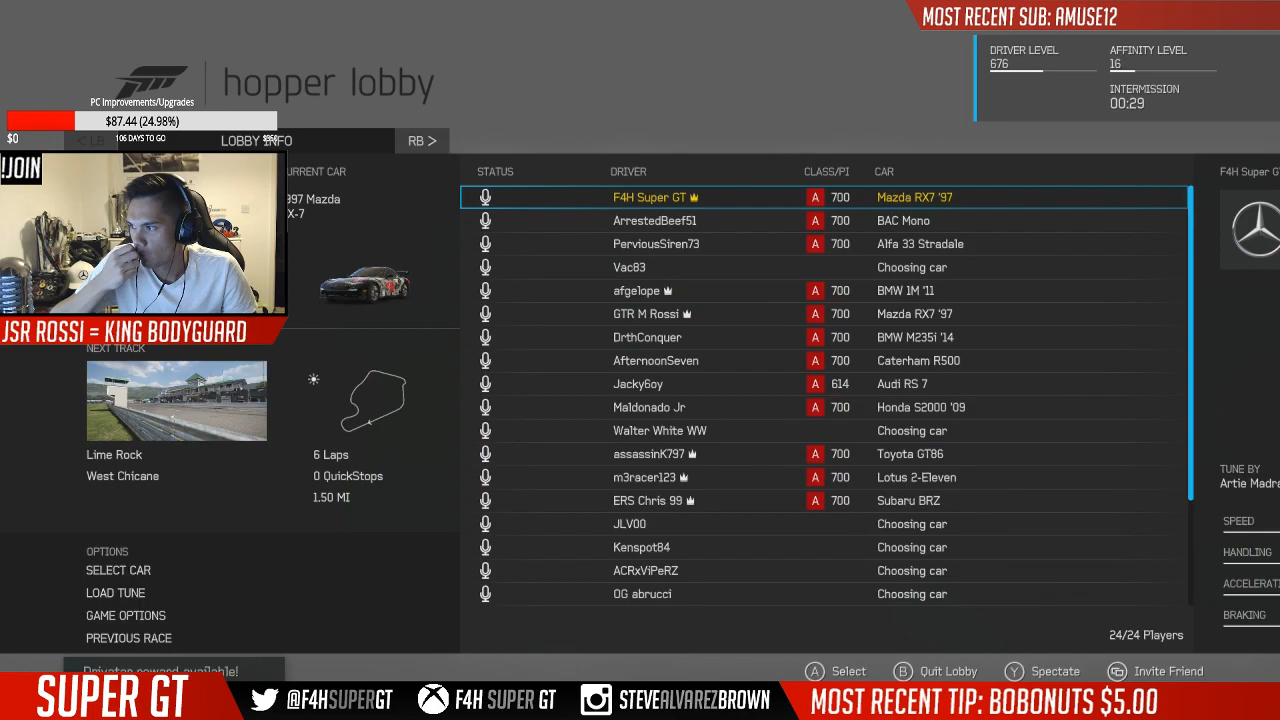 MOST RECENT SUB: AMUSE12
hopper lobby
DRIVER LEVEL
676
AFFINITY LEVEL
16
INTERMISSION
00:29
PC Improvements/Upgrades
$87.44 (24.98%)
$0
106 DAYS TO GO
$350
< LB
LOBBY INFO
RB >
!JOIN
URRENT CAR
997 Mazda
X-7
JSR ROSSI = KING BODYGUARD
NEXT TRACK
Lime Rock
West Chicane
6 Laps
0 QuickStops
1.50 MI
OPTIONS
SELECT CAR
LOAD TUNE
GAME OPTIONS
PREVIOUS RACE
STATUS DRIVER CLASS/PI CAR
F4H Super GT A 700 Mazda RX7 '97
ArrestedBeef51 A 700 BAC Mono
PerviousSiren73 A 700 Alfa 33 Stradale
Vac83 Choosing car
afgelope A 700 BMW 1M '11
GTR M Rossi A 700 Mazda RX7 '97
DrthConquer A 700 BMW M235i '14
AfternoonSeven A 700 Caterham R500
Jacky6oy A 614 Audi RS 7
Maldonado Jr A 700 Honda S2000 '09
Walter White WW Choosing car
assassinK797 A 700 Toyota GT86
m3racer123 A 700 Lotus 2-Eleven
ERS Chris 99 A 700 Subaru BRZ
JLV00 Choosing car
Kenspot84 Choosing car
ACRxViPeRZ Choosing car
OG abrucci Choosing car
24/24 Players
F4H Super G
TUNE BY
Artie Madra
SPEED
HANDLING
ACCELERAT
BRAKING
Drivatar reward available!
A Select
B Quit Lobby
Y Spectate
Invite Friend
SUPER GT
@F4HSUPERGT
F4H SUPER GT
STEVEALVAREZBROWN
MOST RECENT TIP: BOBONUTS $5.00